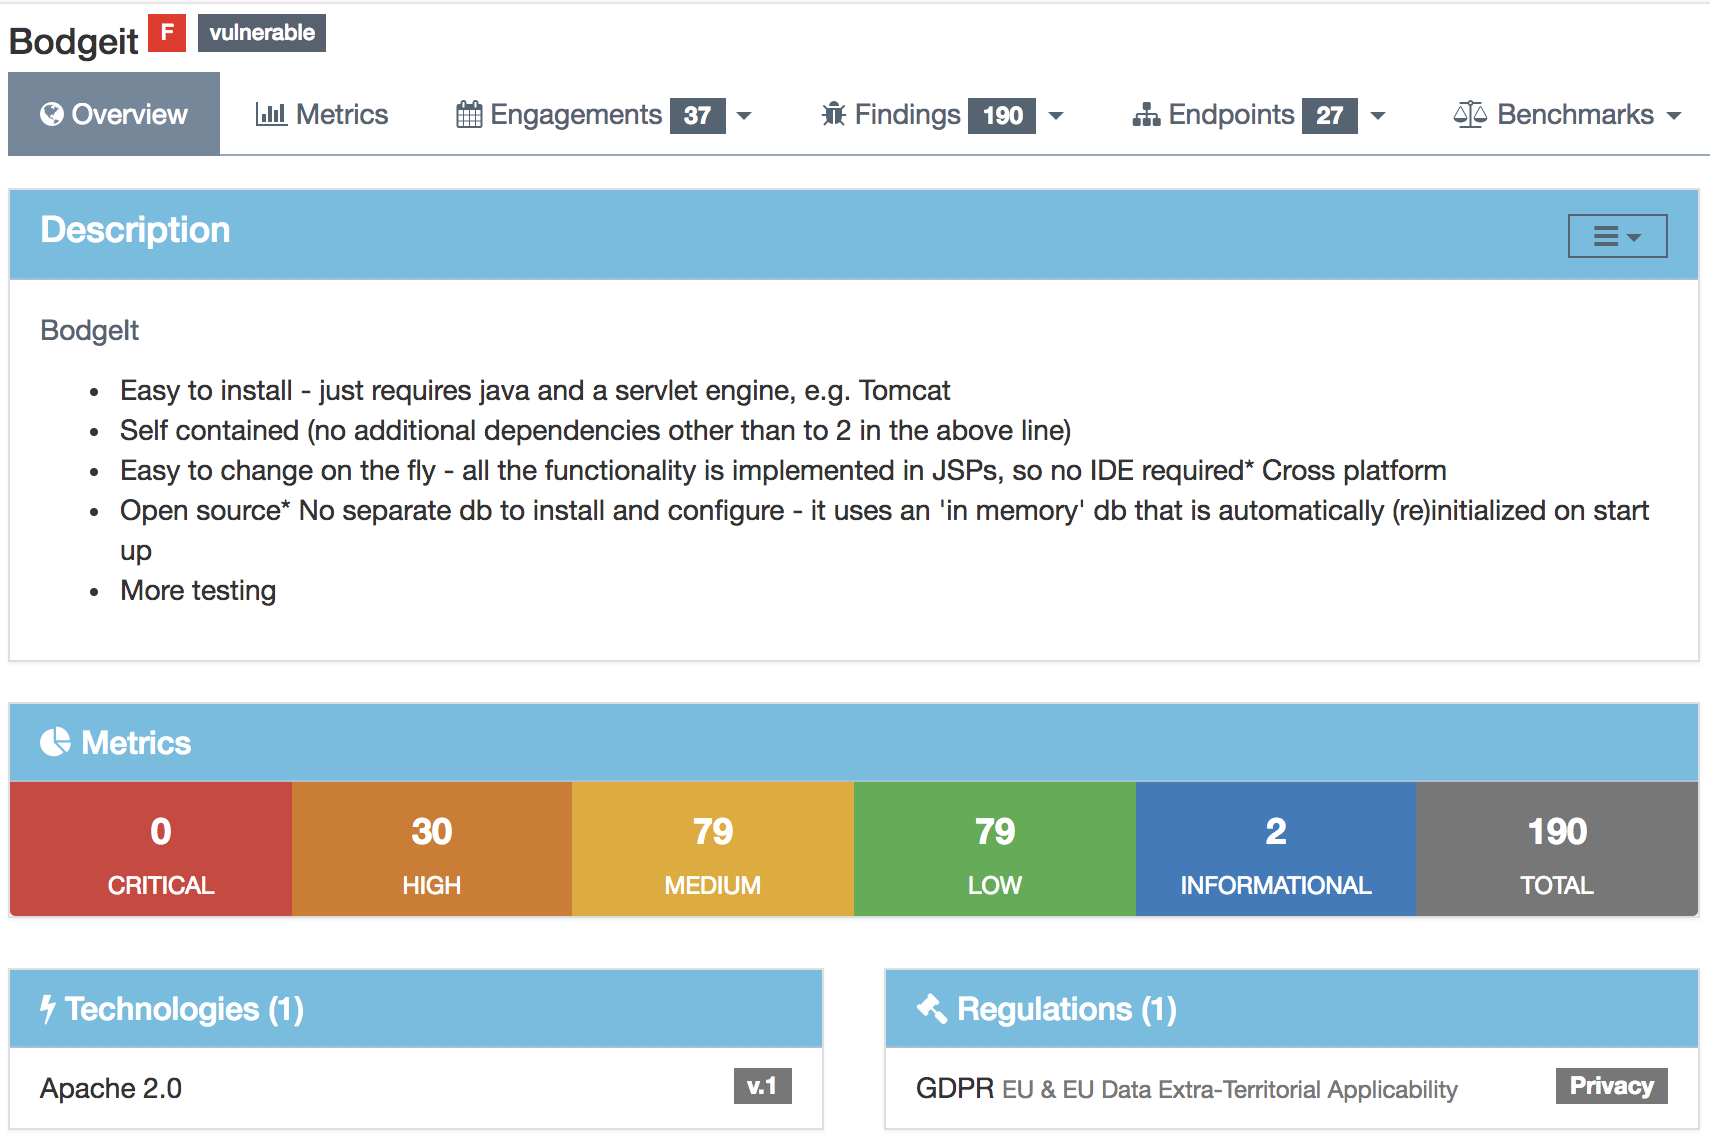 Bodgeit F vulnerable
Overview Metrics Engagements 37 Findings 190 Endpoints 27 Benchmarks
Description
BodgeIt
Easy to install - just requires java and a servlet engine, e.g. Tomcat
Self contained (no additional dependencies other than to 2 in the above line)
Easy to change on the fly - all the functionality is implemented in JSPs, so no IDE required* Cross platform
Open source* No separate db to install and configure - it uses an 'in memory' db that is automatically (re)initialized on start
up
More testing
Metrics
0 30 79 79 2 190
CRITICAL HIGH MEDIUM LOW INFORMATIONAL TOTAL
Technologies (1)
Apache 2.0 v.1
Regulations (1)
GDPR EU & EU Data Extra-Territorial Applicability Privacy